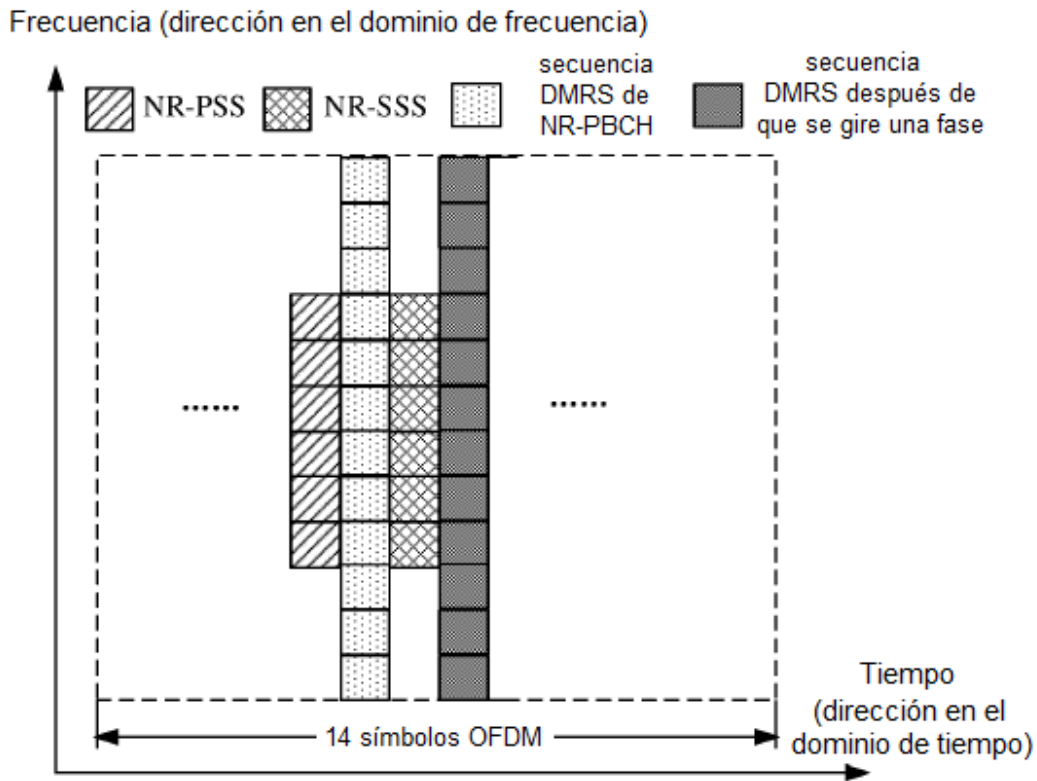 Frecuencia (dirección en el dominio de frecuencia)
NR-PSS
NR-SSS
secuencia
DMRS de
NR-PBCH
secuencia
DMRS después de
que se gire una fase
......
......
14 símbolos OFDM
Tiempo
(dirección en el
dominio de tiempo)